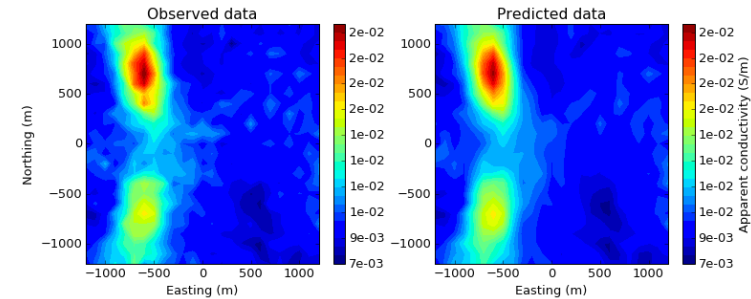 Observed data
Predicted data
1000
500
0
−500
−1000
Northing (m)
−1000 −500 0 500 1000
Easting (m)
2e-02
2e-02
2e-02
2e-02
1e-02
1e-02
1e-02
1e-02
9e-03
7e-03
1000
500
0
−500
−1000
−1000 −500 0 500 1000
Easting (m)
2e-02
2e-02
2e-02
2e-02
1e-02
1e-02
1e-02
1e-02
9e-03
7e-03
Apparent conductivity (S/m)